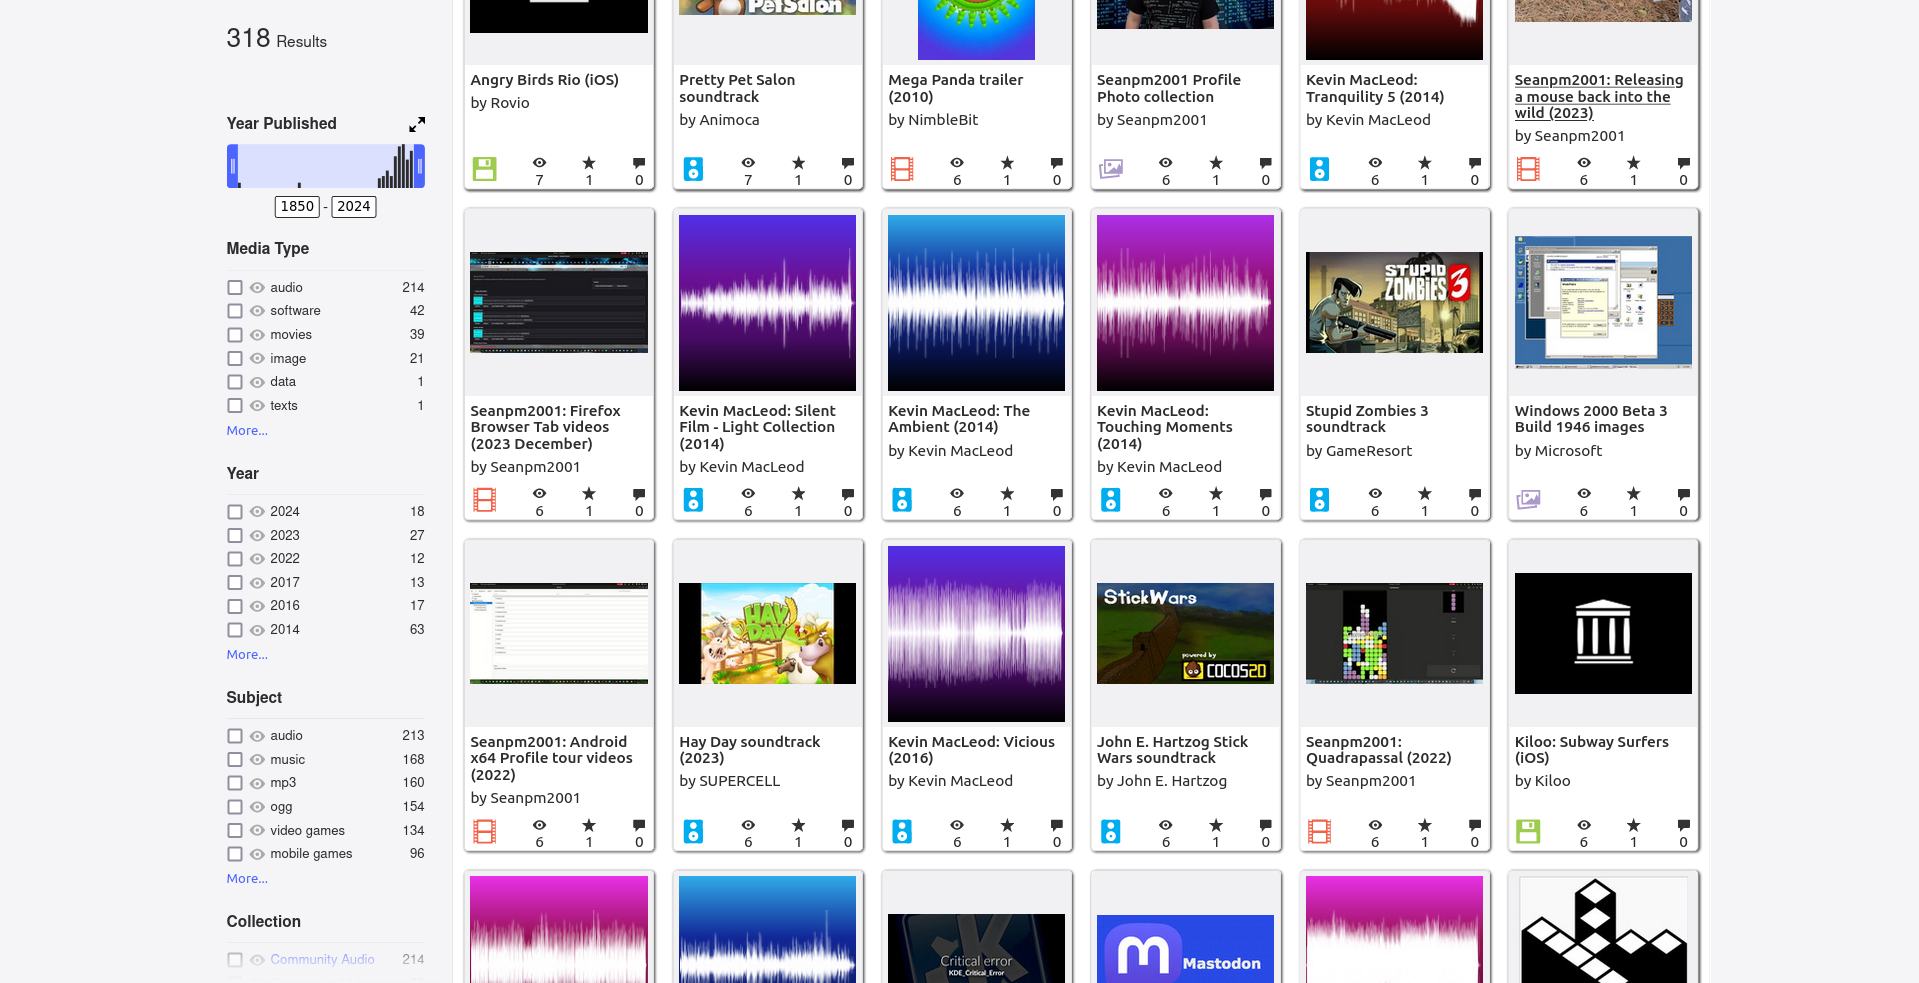 318 Results
Year Published
1850 - 2024
Media Type
audio 214
software 42
movies 39
image 21
data 1
texts 1
More...
Year
2024 18
2023 27
2022 12
2017 13
2016 17
2014 63
More...
Subject
audio 213
music 168
mp3 160
ogg 154
video games 134
mobile games 96
More...
Collection
Community Audio 214
PetSalon
Angry Birds Rio (iOS)
by Rovio
7 1 0
Pretty Pet Salon
soundtrack
by Animoca
7 1 0
Mega Panda trailer
(2010)
by NimbleBit
6 1 0
Seanpm2001 Profile
Photo collection
by Seanpm2001
6 1 0
Kevin MacLeod:
Tranquility 5 (2014)
by Kevin MacLeod
6 1 0
Seanpm2001: Releasing
a mouse back into the
wild (2023)
by Seanpm2001
6 1 0
Seanpm2001: Firefox
Browser Tab videos
(2023 December)
by Seanpm2001
6 1 0
Kevin MacLeod: Silent
Film - Light Collection
(2014)
by Kevin MacLeod
6 1 0
Kevin MacLeod: The
Ambient (2014)
by Kevin MacLeod
6 1 0
Kevin MacLeod:
Touching Moments
(2014)
by Kevin MacLeod
6 1 0
STUPID
ZOMBIES 3
Stupid Zombies 3
soundtrack
by GameResort
6 1 0
Windows 2000 Beta 3
Build 1946 images
by Microsoft
6 1 0
Seanpm2001: Android
x64 Profile tour videos
(2022)
by Seanpm2001
6 1 0
HAY
DAY
Hay Day soundtrack
(2023)
by SUPERCELL
6 1 0
Kevin MacLeod: Vicious
(2016)
by Kevin MacLeod
6 1 0
StickWars
powered by
COCOS2D
John E. Hartzog Stick
Wars soundtrack
by John E. Hartzog
6 1 0
Seanpm2001:
Quadrapassal (2022)
by Seanpm2001
6 1 0
Kiloo: Subway Surfers
(iOS)
by Kiloo
6 1 0
Critical error
KDE_Critical_Error
Mastodon